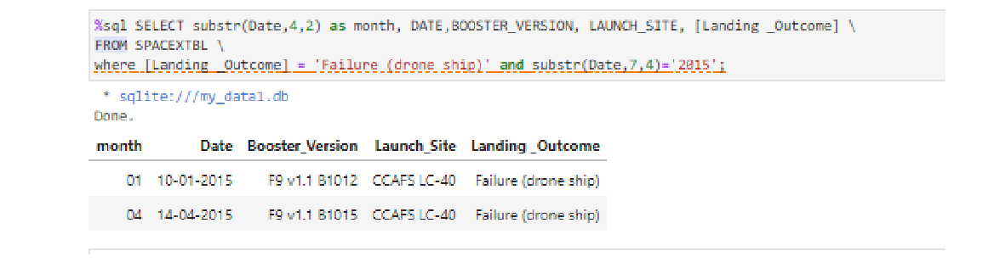 %sql SELECT substr(Date,4,2) as month, DATE,BOOSTER_VERSION, LAUNCH_SITE, [Landing _Outcome] \
FROM SPACEXTBL \
where [Landing _Outcome] = 'Failure (drone ship)' and substr(Date,7,4)='2015';
* sqlite:///my_data1.db
Done.
month Date Booster_Version Launch_Site Landing _Outcome
01 10-01-2015 F9 v1.1 B1012 CCAFS LC-40 Failure (drone ship)
04 14-04-2015 F9 v1.1 B1015 CCAFS LC-40 Failure (drone ship)